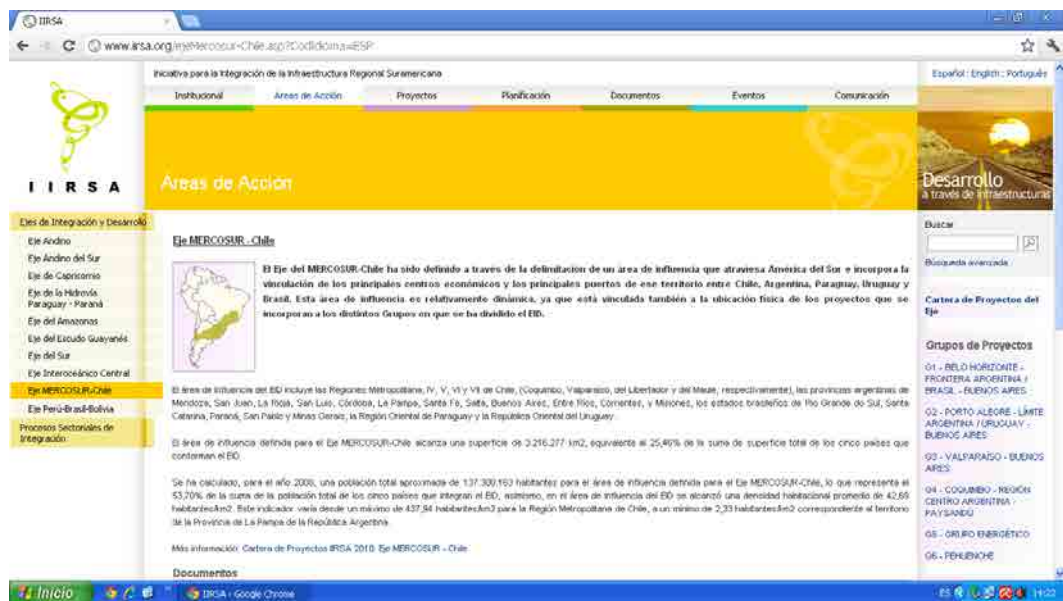 IIRSA
www.iirsa.org/ejeMercosur-Chile.asp?CodIdioma=ESP
Iniciativa para la Integración de la Infraestructura Regional Suramericana
Español : English : Português
Institucional
Areas de Acción
Proyectos
Planificación
Documentos
Eventos
Comunicación
IIRSA
Áreas de Acción
Desarrollo
a través de infraestructuras
Ejes de Integración y Desarrollo
Eje Andino
Eje Andino del Sur
Eje de Capricornio
Eje de la Hidrovía
Paraguay - Paraná
Eje del Amazonas
Eje del Escudo Guayanés
Eje del Sur
Eje Interoceánico Central
Eje MERCOSUR-Chile
Eje Perú-Brasil-Bolivia
Procesos Sectoriales de
Integración
Eje MERCOSUR - Chile
El Eje del MERCOSUR-Chile ha sido definido a través de la delimitación de un área de influencia que atraviesa América del Sur e incorpora la
vinculación de los principales centros económicos y los principales puertos de ese territorio entre Chile, Argentina, Paraguay, Uruguay y
Brasil. Esta área de influencia es relativamente dinámica, ya que está vinculada también a la ubicación física de los proyectos que se
incorporan a los distintos Grupos en que se ha dividido el EID.
El área de influencia del EID incluye las Regiones Metropolitana, IV, V, VI y VII de Chile, (Coquimbo, Valparaíso, del Libertador y del Maule, respectivamente), las provincias argentinas de
Mendoza, San Juan, La Rioja, San Luis, Córdoba, La Pampa, Santa Fe, Salta, Buenos Aires, Entre Ríos, Corrientes, y Misiones, los estados brasileños de Rio Grande do Sul, Santa
Catarina, Paraná, San Pablo y Minas Gerais, la Región Oriental de Paraguay y la República Oriental del Uruguay.
El área de influencia definida para el Eje MERCOSUR-Chile alcanza una superficie de 3.216.277 km2, equivalente al 25,46% de la suma de superficie total de los cinco países que
conforman el EID.
Se ha calculado, para el año 2008, una población total aproximada de 137.300.163 habitantes para el área de influencia definida para el Eje MERCOSUR-Chile, lo que representa el
53,70% de la suma de la población total de los cinco países que integran el EID, asimismo, en el área de influencia del EID se alcanzó una densidad habitacional promedio de 42,69
habitantes/km2. Este indicador varía desde un máximo de 437,94 habitantes/km2 para la Región Metropolitana de Chile, a un mínimo de 2,33 habitantes/km2 correspondiente al territorio
de la Provincia de La Pampa de la República Argentina.
Más información: Cartera de Proyectos IIRSA 2010: Eje MERCOSUR - Chile
Documentos
Buscar
Búsqueda avanzada
Cartera de Proyectos del
Eje
Grupos de Proyectos
G1 - BELO HORIZONTE -
FRONTERA ARGENTINA /
BRASIL - BUENOS AIRES
G2 - PORTO ALEGRE - LÍMITE
ARGENTINA / URUGUAY -
BUENOS AIRES
G3 - VALPARAÍSO - BUENOS
AIRES
G4 - COQUIMBO - REGIÓN
CENTRO ARGENTINA -
PAYSANDÚ
G5 - GRUPO ENERGÉTICO
G6 - PEHUENCHE
Inicio
IIRSA - Google Chrome
ES
14:22